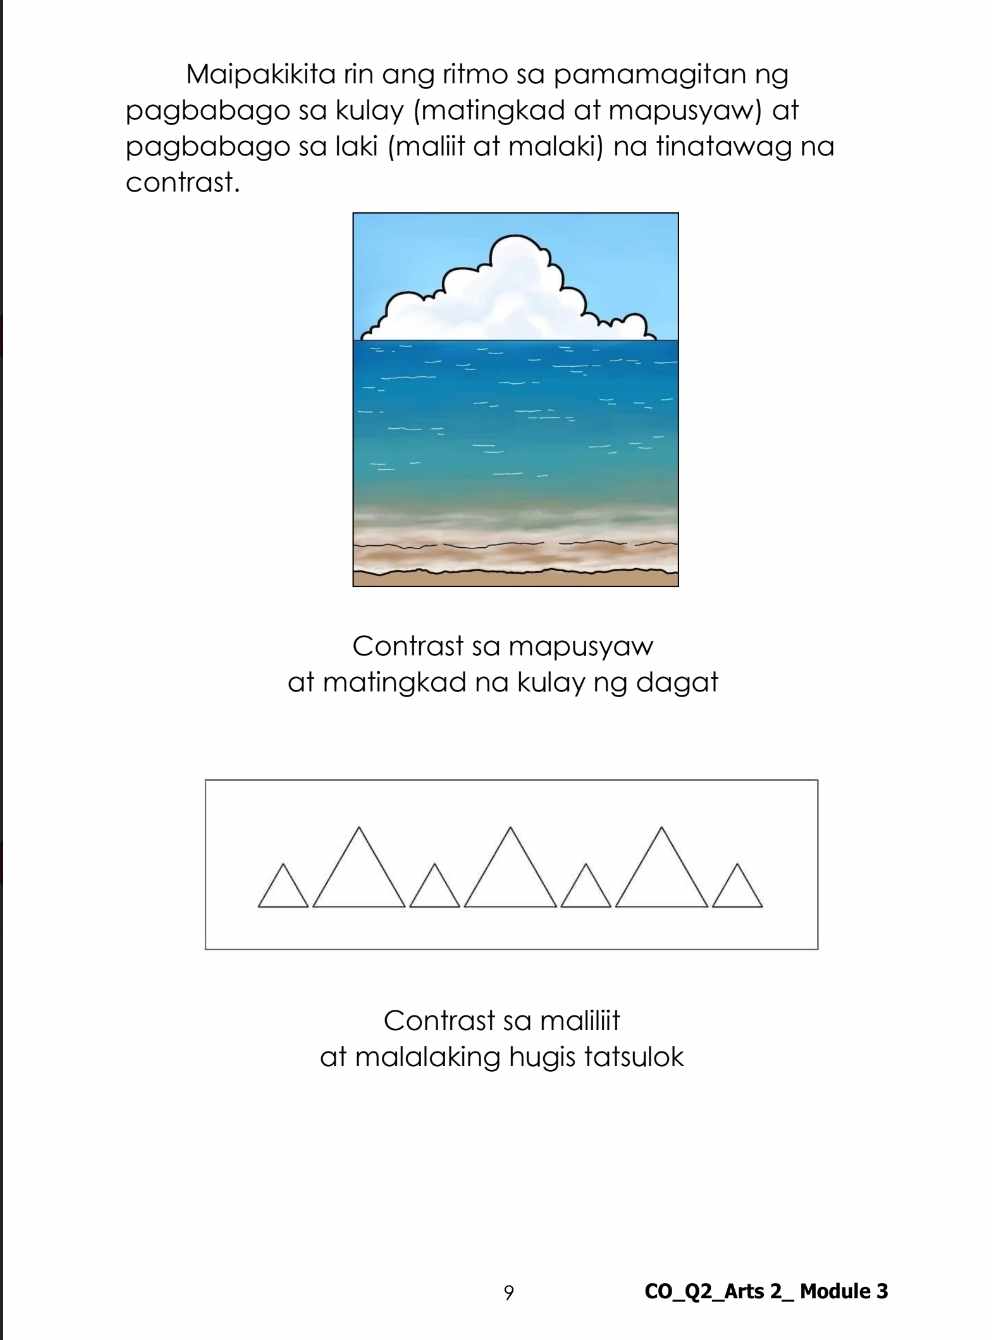 Maipakikita rin ang ritmo sa pamamagitan ng
pagbabago sa kulay (matingkad at mapusyaw) at
pagbabago sa laki (maliit at malaki) na tinatawag na
contrast.
Contrast sa mapusyaw
at matingkad na kulay ng dagat
Contrast sa maliliit
at malalaking hugis tatsulok
9
CO_Q2_Arts 2_ Module 3